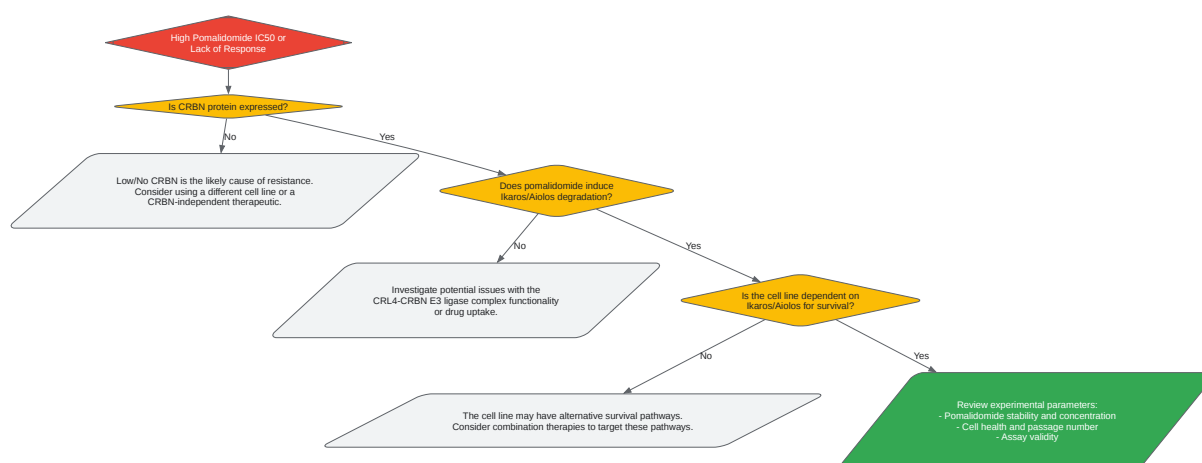 High Pomalidomide IC50 or
Lack of Response
Is CRBN protein expressed?
No
Yes
Low/No CRBN is the likely cause of resistance.
Consider using a different cell line or a
CRBN-independent therapeutic.
Does pomalidomide induce
Ikaros/Aiolos degradation?
No
Yes
Investigate potential issues with the
CRL4-CRBN E3 ligase complex functionality
or drug uptake.
Is the cell line dependent on
Ikaros/Aiolos for survival?
No
Yes
The cell line may have alternative survival pathways.
Consider combination therapies to target these pathways.
Review experimental parameters:
- Pomalidomide stability and concentration
- Cell health and passage number
- Assay validity